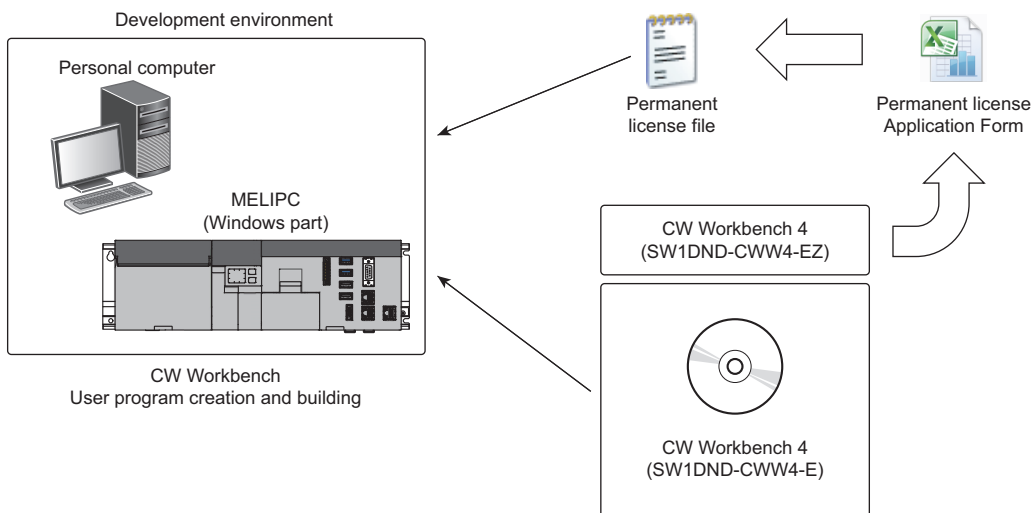 Development environment
Personal computer
MELIPC
(Windows part)
CW Workbench
User program creation and building
Permanent
license file
Permanent license
Application Form
CW Workbench 4
(SW1DND-CWW4-EZ)
CW Workbench 4
(SW1DND-CWW4-E)